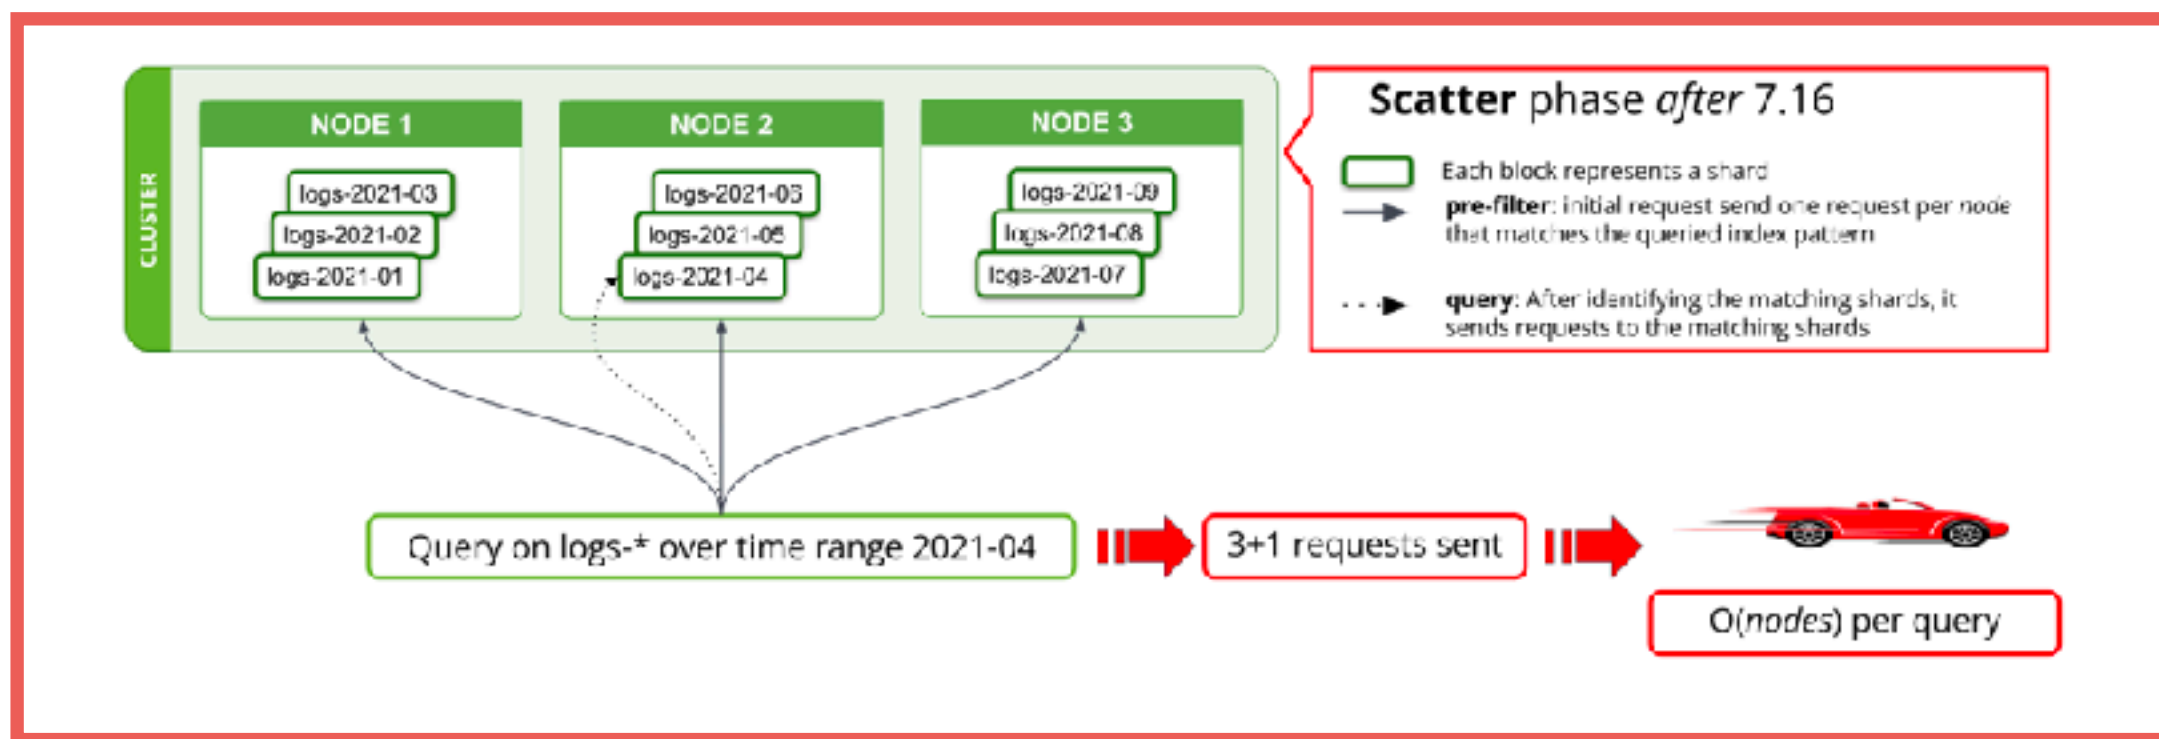 CLUSTER
NODE 1
logs-2021-03
logs-2021-02
logs-2021-01
NODE 2
logs-2021-06
logs-2021-05
logs-2021-04
NODE 3
logs-2021-09
logs-2021-08
logs-2021-07
Scatter phase after 7.16
Each block represents a shard
pre-filter: initial request send one request per node
that matches the queried index pattern
query: After identifying the matching shards, it
sends requests to the matching shards
Query on logs-* over time range 2021-04
3+1 requests sent
O(nodes) per query